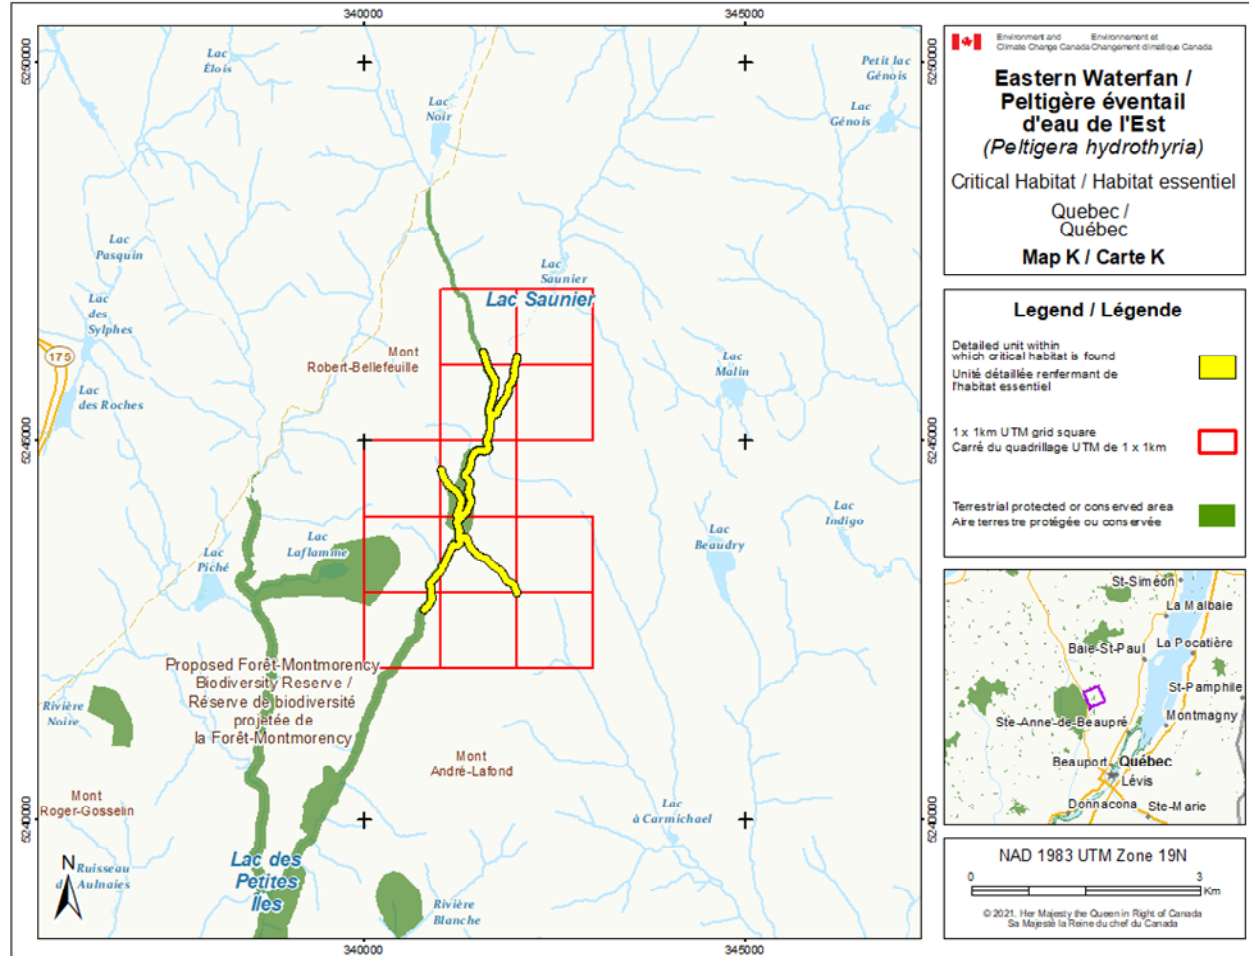 340000
345000
5250000
5250000
5245000
5245000
5240000
5240000
340000
345000
Lac
Élois
Lac
Noir
Petit lac
Génois
Lac
Génois
Lac
Pasquin
Lac
des
Sylphes
175
Lac
des Roches
Lac
Saunier
Lac Saunier
Mont
Robert-Bellefeuille
Lac
Malin
Lac
Indigo
Lac
Beaudry
Lac
Piché
Lac
Laflamme
Proposed Forêt-Montmorency
Biodiversity Reserve /
Réserve de biodiversité
projetée de
la Forêt-Montmorency
Rivière
Noire
Mont
André-Lafond
Mont
Roger-Gosselin
Lac
à Carmichael
Lac des
Petites
Îles
N
Ruisseau
Aulnaies
Rivière
Blanche
Environment and
Climate Change Canada
Environnement et
Changement climatique Canada
Eastern Waterfan /
Peltigère éventail
d'eau de l'Est
(Peltigera hydrothyria)
Critical Habitat / Habitat essentiel
Quebec /
Québec
Map K / Carte K
Legend / Légende
Detailed unit within
which critical habitat is found
Unité détaillée renfermant de
l'habitat essentiel
1 x 1km UTM grid square
Carré du quadrillage UTM de 1 x 1km
Terrestrial protected or conserved area
Aire terrestre protégée ou conservée
St-Siméon
La Malbaie
Baie-St-Paul
La Pocatière
St-Pamphile
Ste-Anne-de-Beaupré
Montmagny
Beauport
Québec
Lévis
Donnacona
Ste-Marie
NAD 1983 UTM Zone 19N
0
3
Km
© 2021. Her Majesty the Queen in Right of Canada
Sa Majesté la Reine du chef du Canada